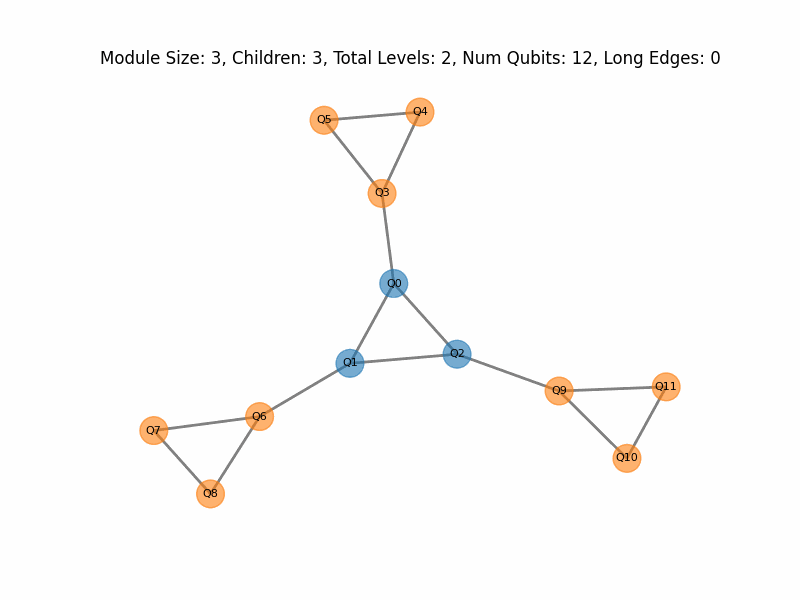 Module Size: 3, Children: 3, Total Levels: 2, Num Qubits: 12, Long Edges: 0
Q5
Q4
Q3
Q0
Q1
Q2
Q9
Q11
Q6
Q7
Q10
Q8